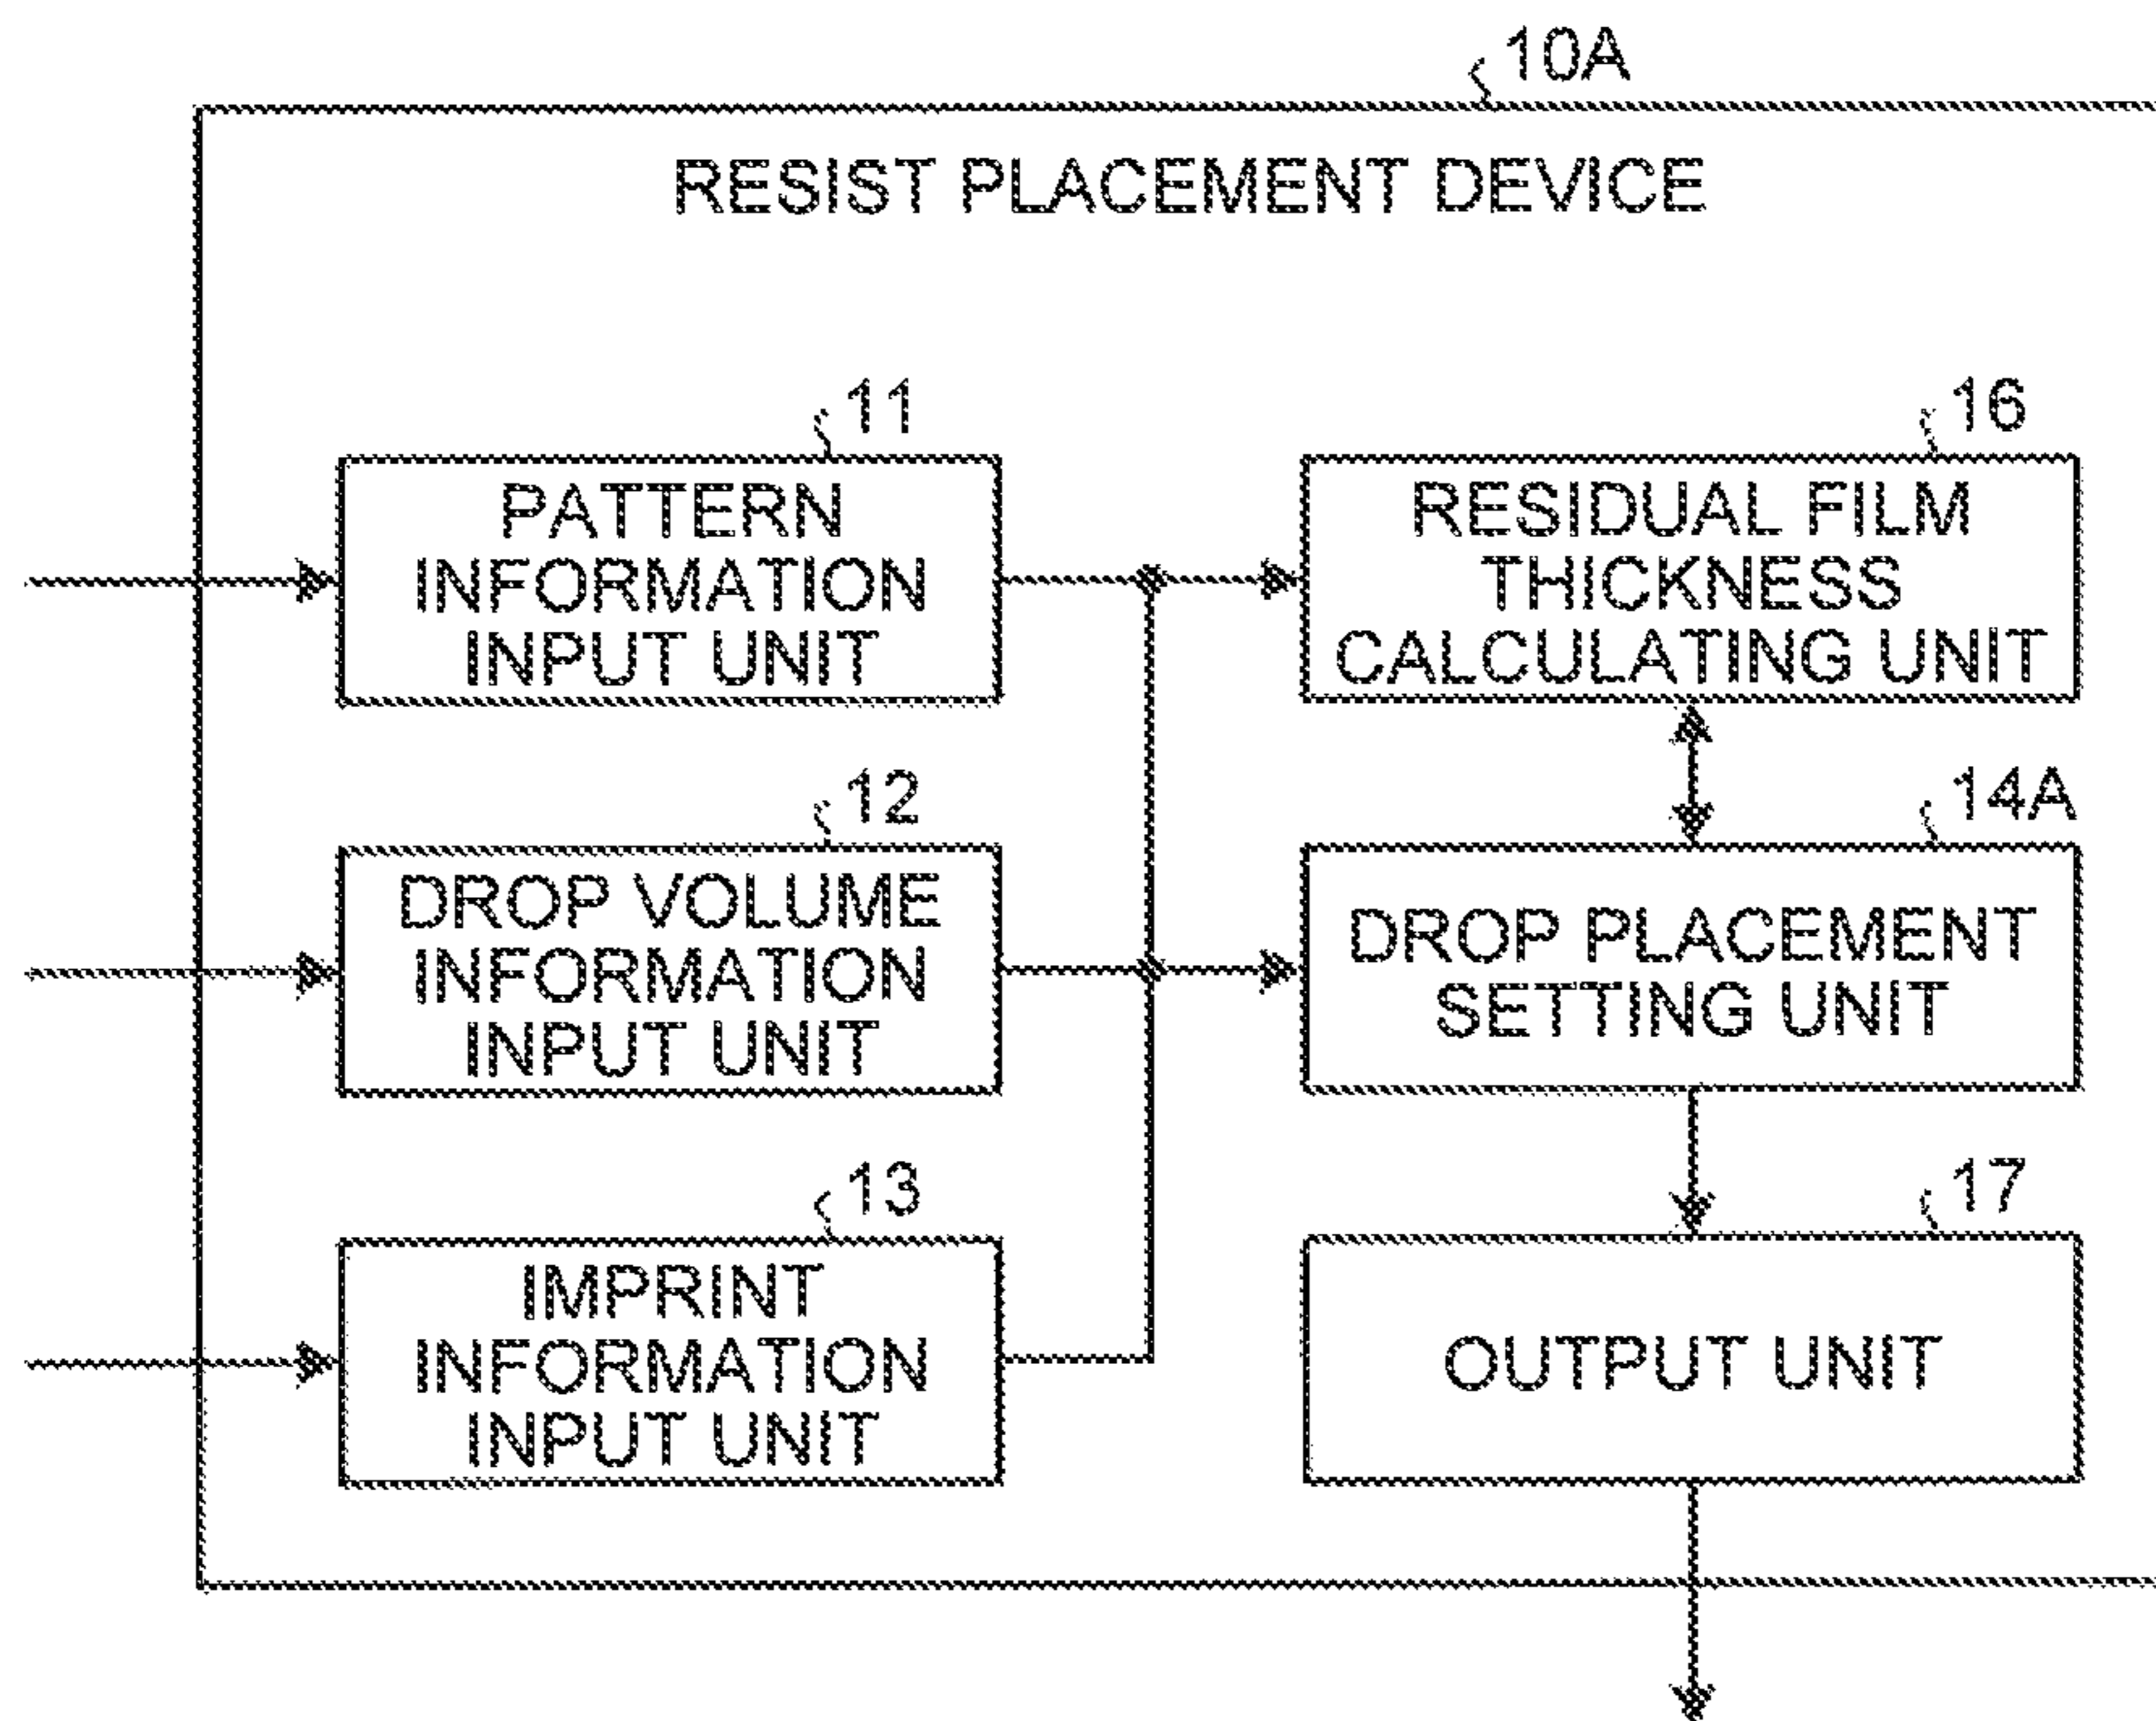 10A
RESIST PLACEMENT DEVICE
11
PATTERN
INFORMATION
INPUT UNIT
16
RESIDUAL FILM
THICKNESS
CALCULATING UNIT
12
DROP VOLUME
INFORMATION
INPUT UNIT
14A
DROP PLACEMENT
SETTING UNIT
13
IMPRINT
INFORMATION
INPUT UNIT
17
OUTPUT UNIT